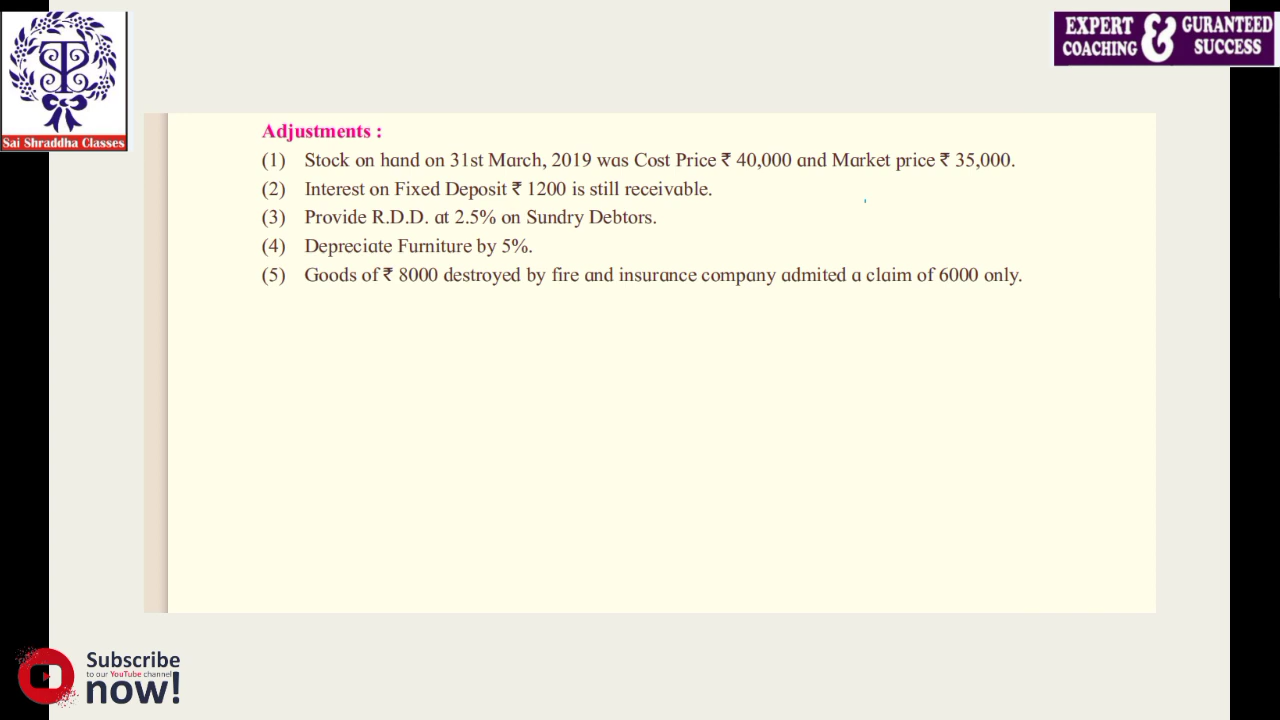 EXPERT & GURANTEED
COACHING SUCCESS
Sai Shraddha Classes
Adjustments :
(1) Stock on hand on 31st March, 2019 was Cost Price ₹ 40,000 and Market price ₹ 35,000.
(2) Interest on Fixed Deposit ₹ 1200 is still receivable.
(3) Provide R.D.D. at 2.5% on Sundry Debtors.
(4) Depreciate Furniture by 5%.
(5) Goods of ₹ 8000 destroyed by fire and insurance company admited a claim of 6000 only.
Subscribe
to our YouTube channel
now!